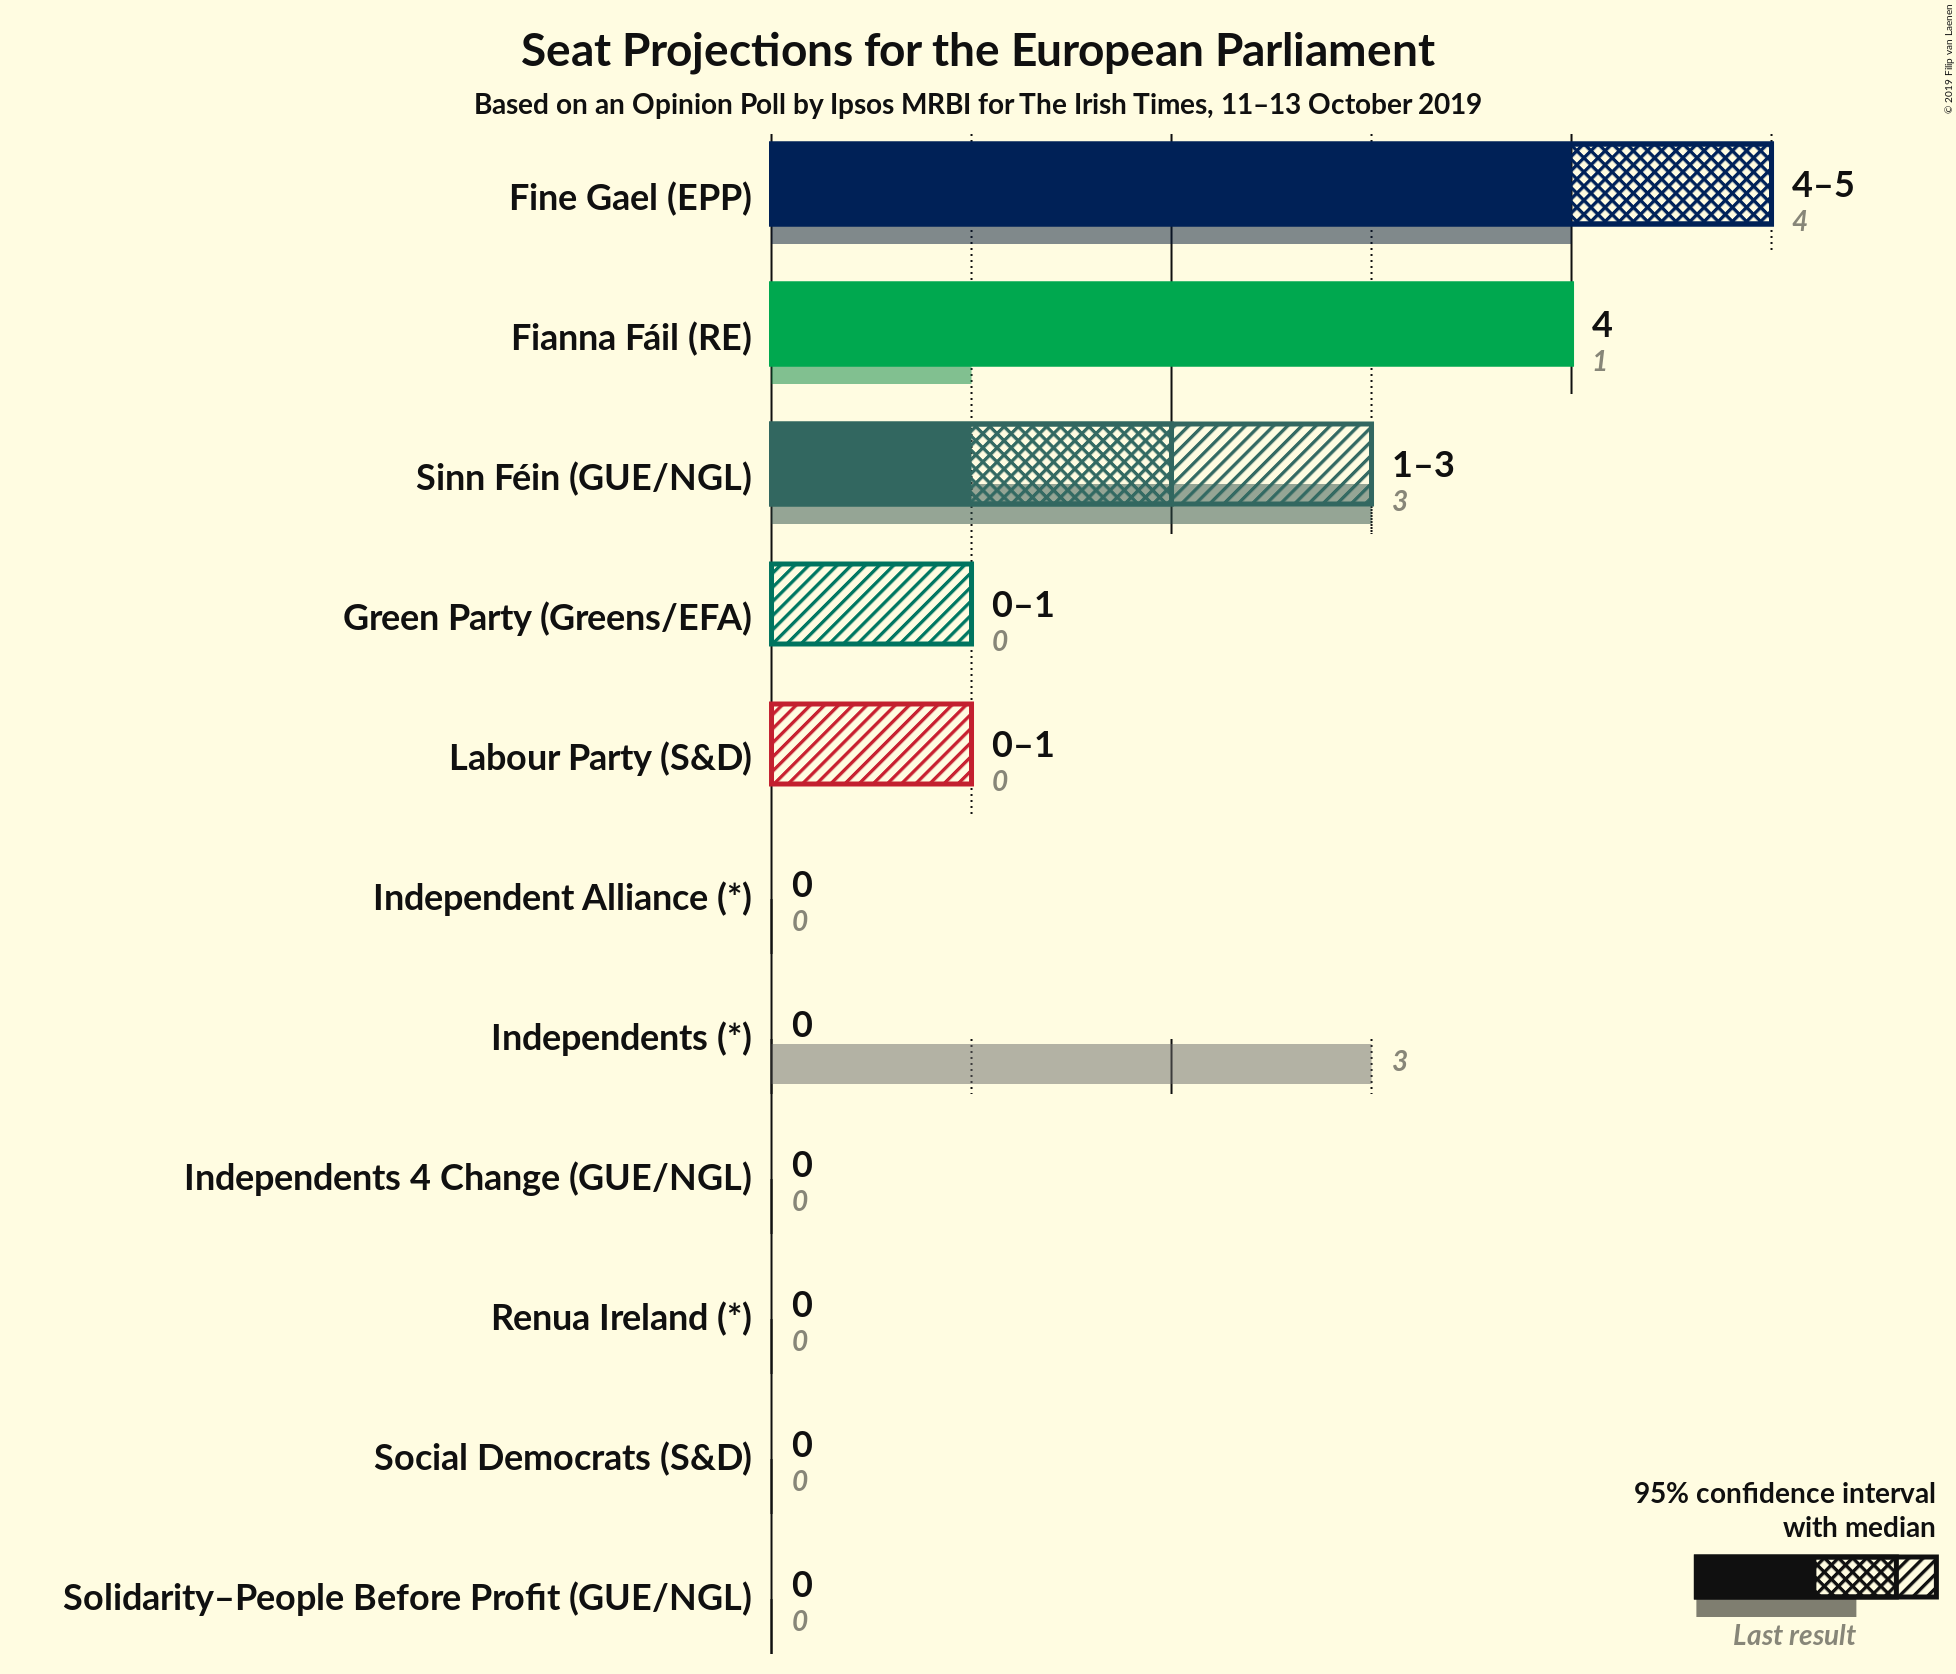 Seat Projections for the European Parliament
Based on an Opinion Poll by Ipsos MRBI for The Irish Times, 11–13 October 2019
© 2019 Filip van Laenen
Fine Gael (EPP)
4–5
4
Fianna Fáil (RE)
4
1
Sinn Féin (GUE/NGL)
1–3
3
Green Party (Greens/EFA)
0–1
0
Labour Party (S&D)
0–1
0
Independent Alliance (*)
0
0
Independents (*)
0
3
Independents 4 Change (GUE/NGL)
0
0
Renua Ireland (*)
0
0
Social Democrats (S&D)
0
0
Solidarity–People Before Profit (GUE/NGL)
0
0
95% confidence interval
with median
Last result